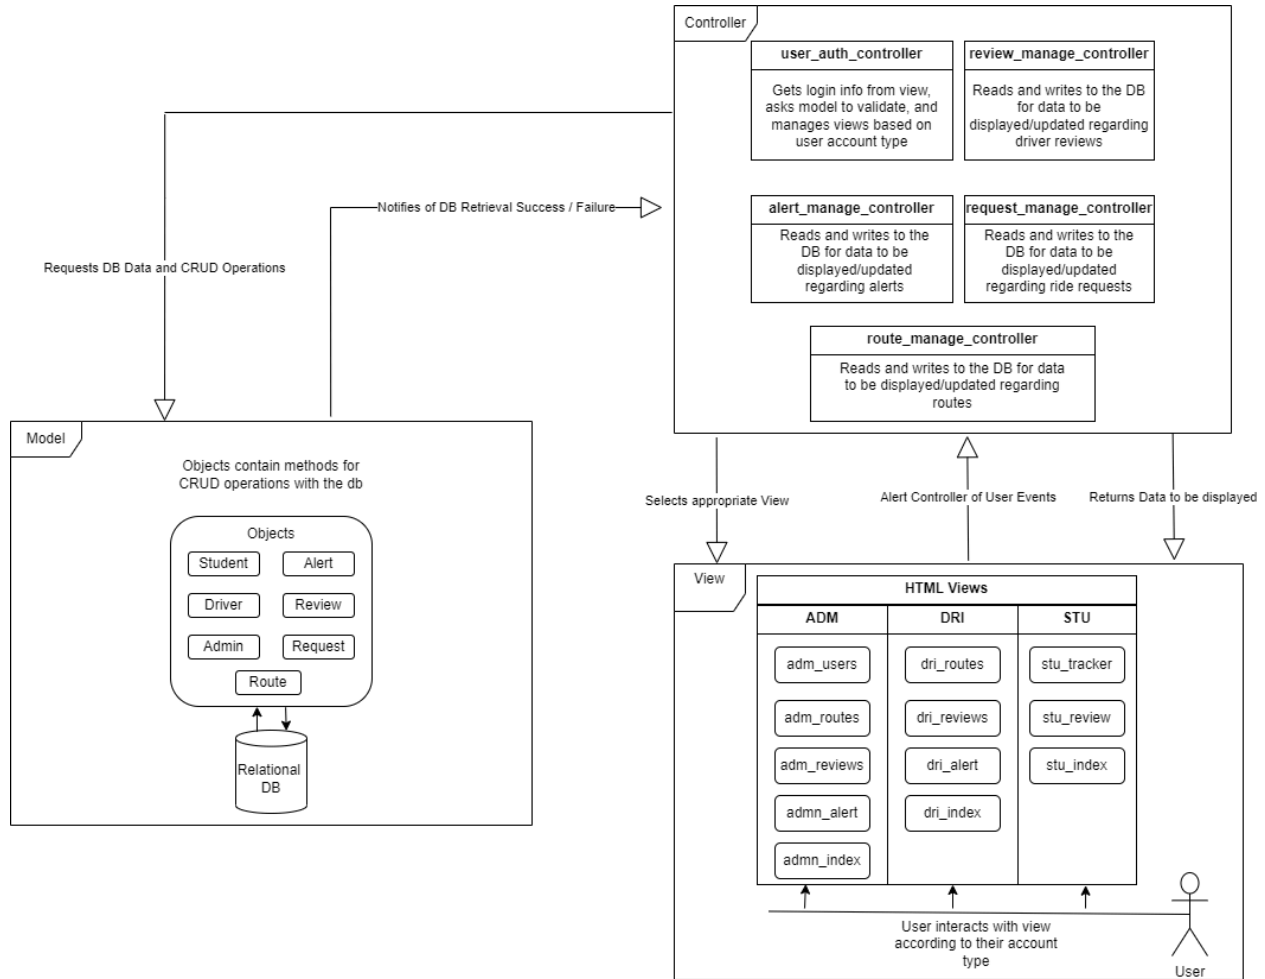 Controller
user_auth_controller
Gets login info from view,
asks model to validate, and
manages views based on
user account type
review_manage_controller
Reads and writes to the DB
for data to be
displayed/updated regarding
driver reviews
alert_manage_controller
Reads and writes to the
DB for data to be
displayed/updated
regarding alerts
request_manage_controller
Reads and writes to the
DB for data to be
displayed/updated
regarding ride requests
route_manage_controller
Reads and writes to the DB for data
to be displayed/updated regarding
routes
Notifies of DB Retrieval Success / Failure
Requests DB Data and CRUD Operations
Model
Objects contain methods for
CRUD operations with the db
Objects
Student
Alert
Driver
Review
Admin
Request
Route
Relational
DB
Selects appropriate View
Alert Controller of User Events
Returns Data to be displayed
View
HTML Views
ADM
DRI
STU
adm_users
dri_routes
stu_tracker
adm_routes
dri_reviews
stu_review
adm_reviews
dri_alert
stu_index
admn_alert
dri_index
admn_index
User interacts with view
according to their account
type
User